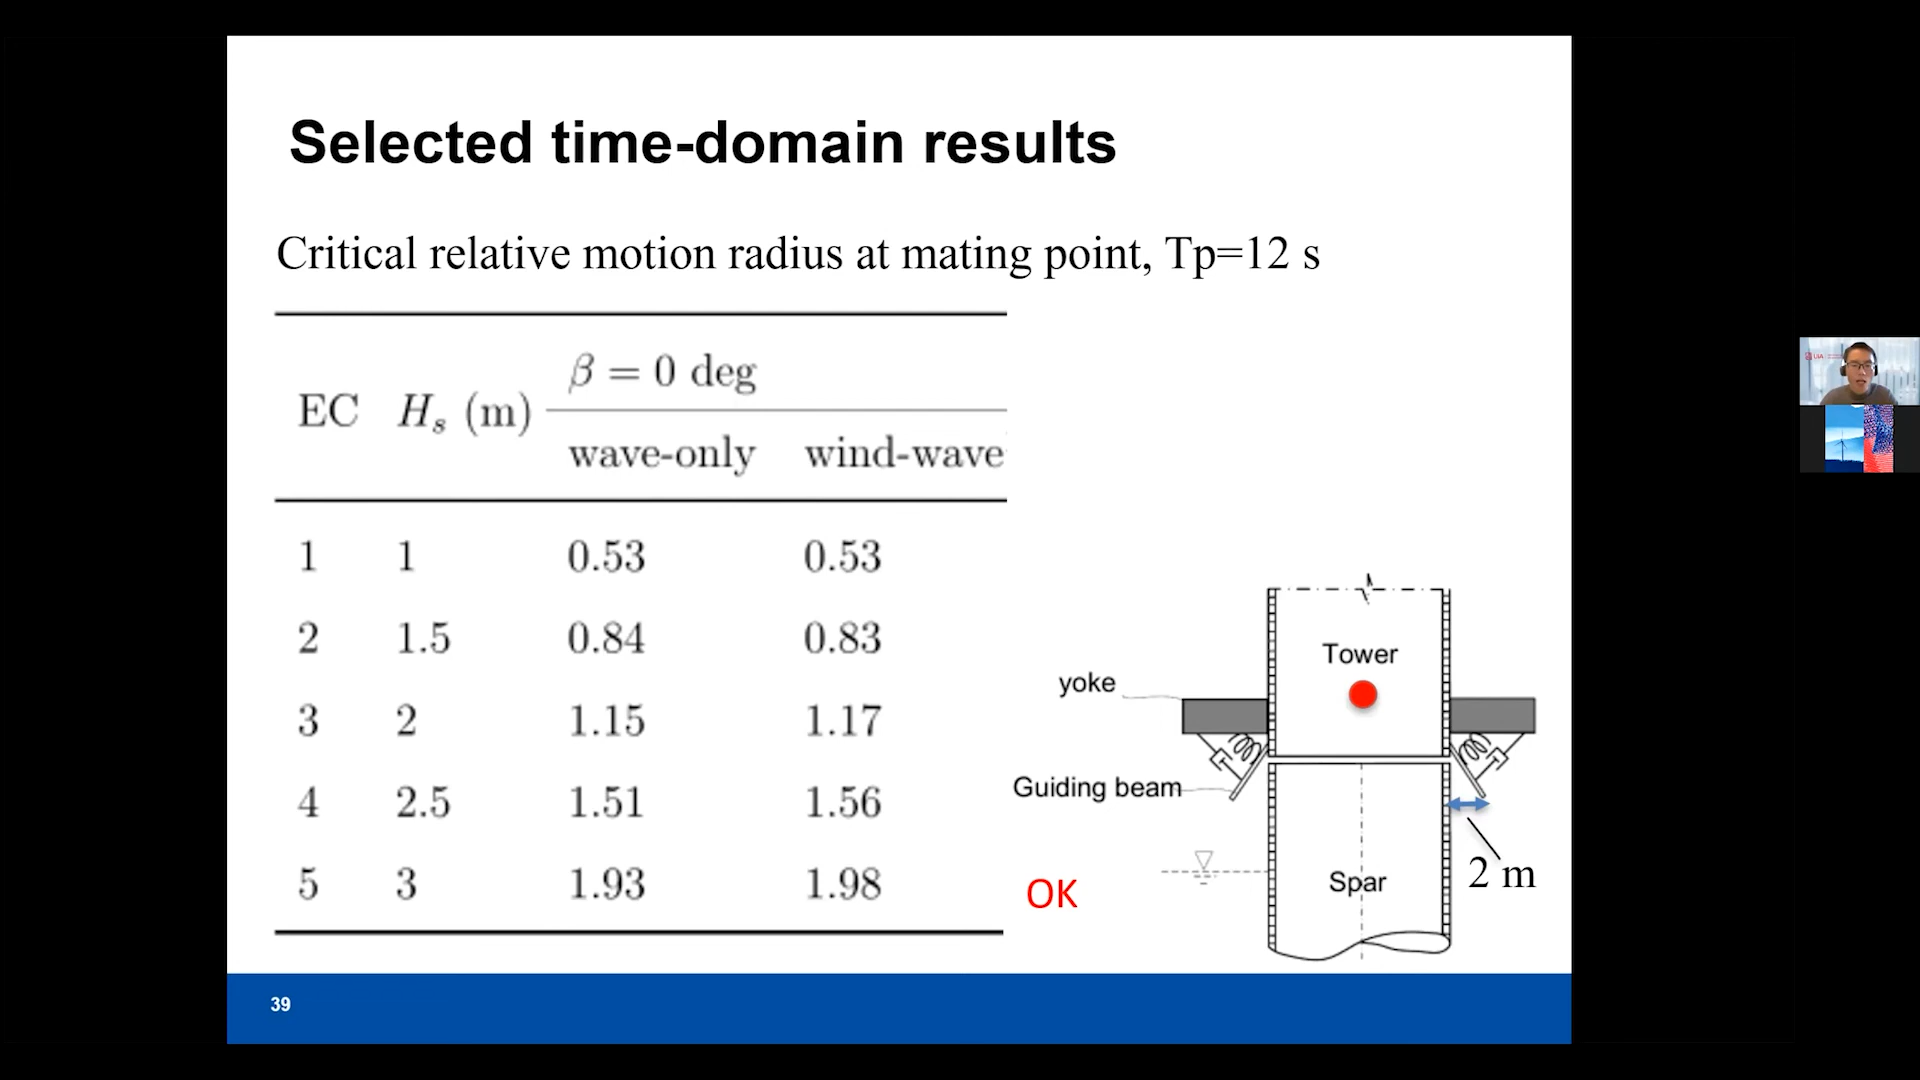 Selected time-domain results
Critical relative motion radius at mating point, Tp=12 s
β = 0 deg
EC Hs (m)
wave-only wind-wave
1 1 0.53 0.53
2 1.5 0.84 0.83
3 2 1.15 1.17
4 2.5 1.51 1.56
5 3 1.93 1.98
OK
Tower
yoke
Guiding beam
2 m
Spar
39